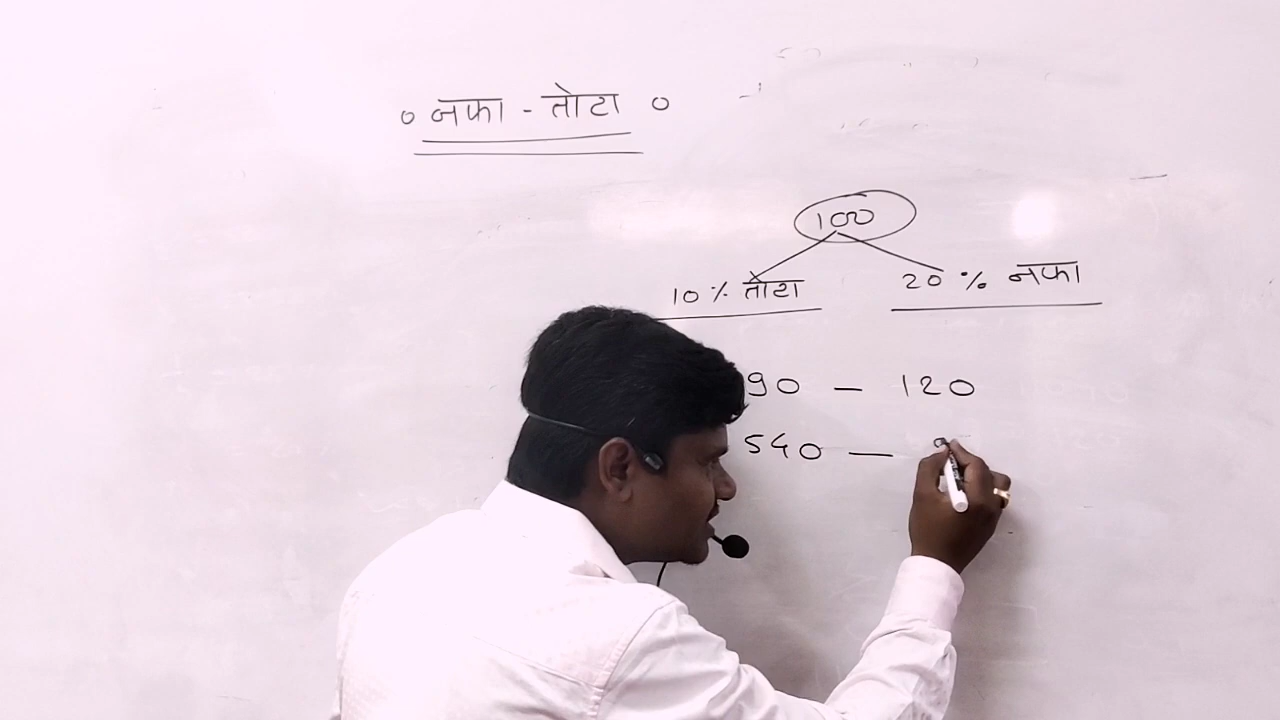 ० नफा - तोटा ०
100
10 % तोटा 20 % नफा
90 — 120
540 —